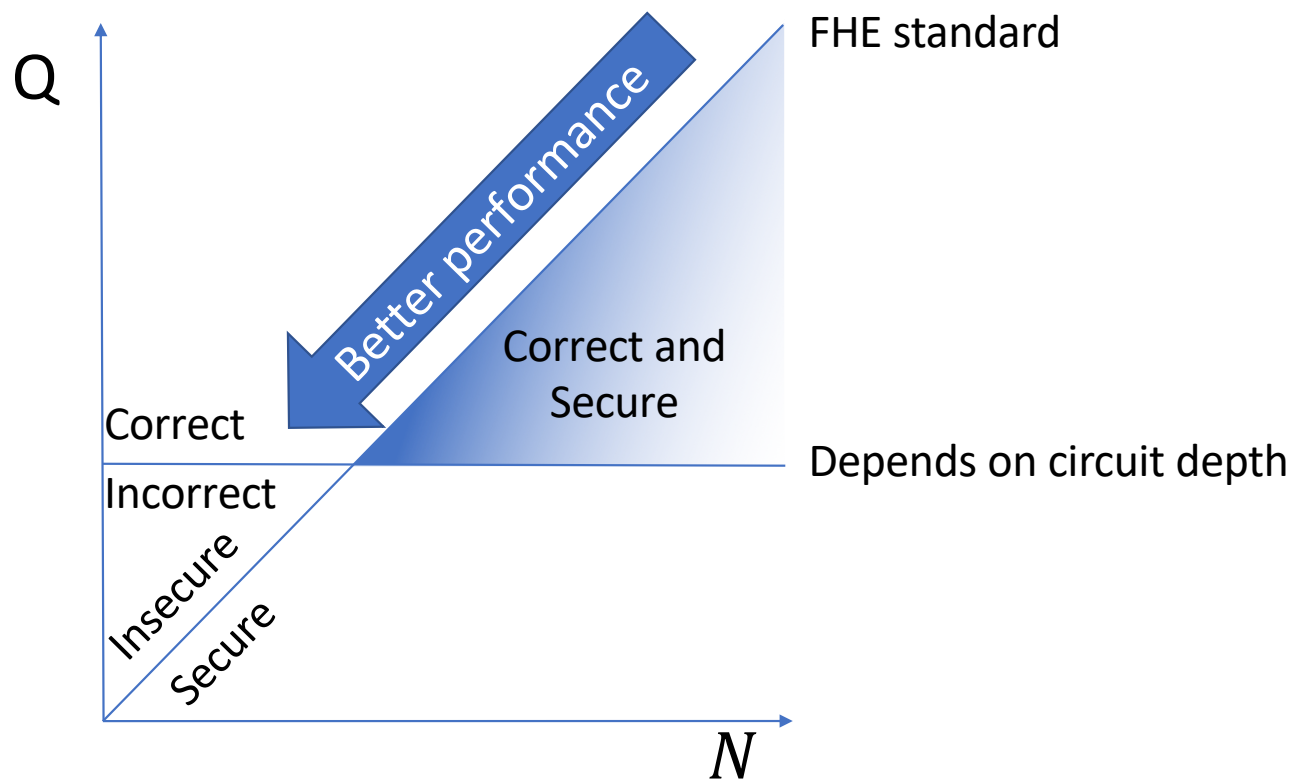 FHE standard
Q
Better performance
Correct and
Secure
Correct
Depends on circuit depth
Incorrect
Insecure
Secure
N